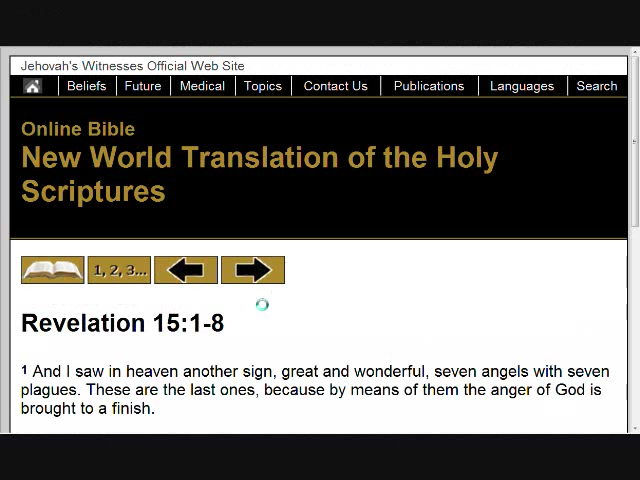 Jehovah's Witnesses Official Web Site
Beliefs Future Medical Topics Contact Us Publications Languages Search
Online Bible
New World Translation of the Holy
Scriptures
1, 2, 3...
Revelation 15:1-8
1 And I saw in heaven another sign, great and wonderful, seven angels with seven
plagues. These are the last ones, because by means of them the anger of God is
brought to a finish.